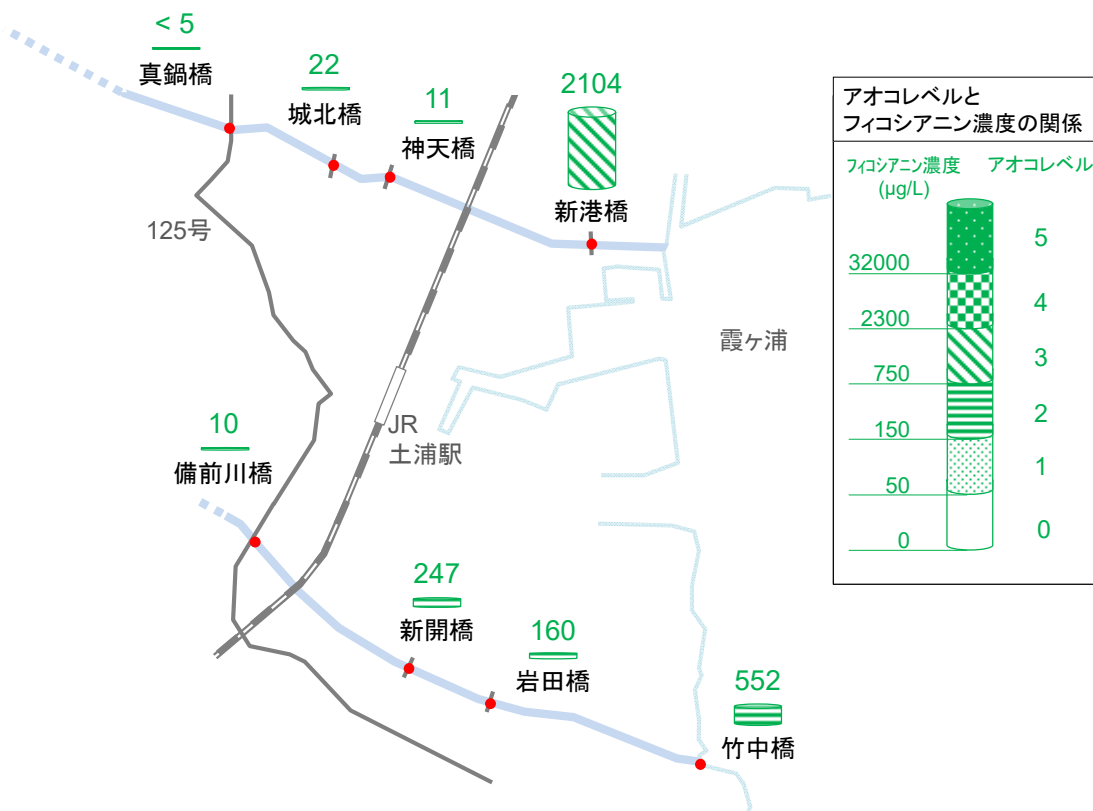 < 5
真鍋橋
22
城北橋
11
神天橋
2104
新港橋
125号
霞ヶ浦
JR
土浦駅
10
備前川橋
247
新開橋
160
岩田橋
552
竹中橋
アオコレベルと
フィコシアニン濃度の関係
フィコシアニン濃度
(μg/L)
アオコレベル
5
32000
4
2300
3
750
2
150
1
50
0
0